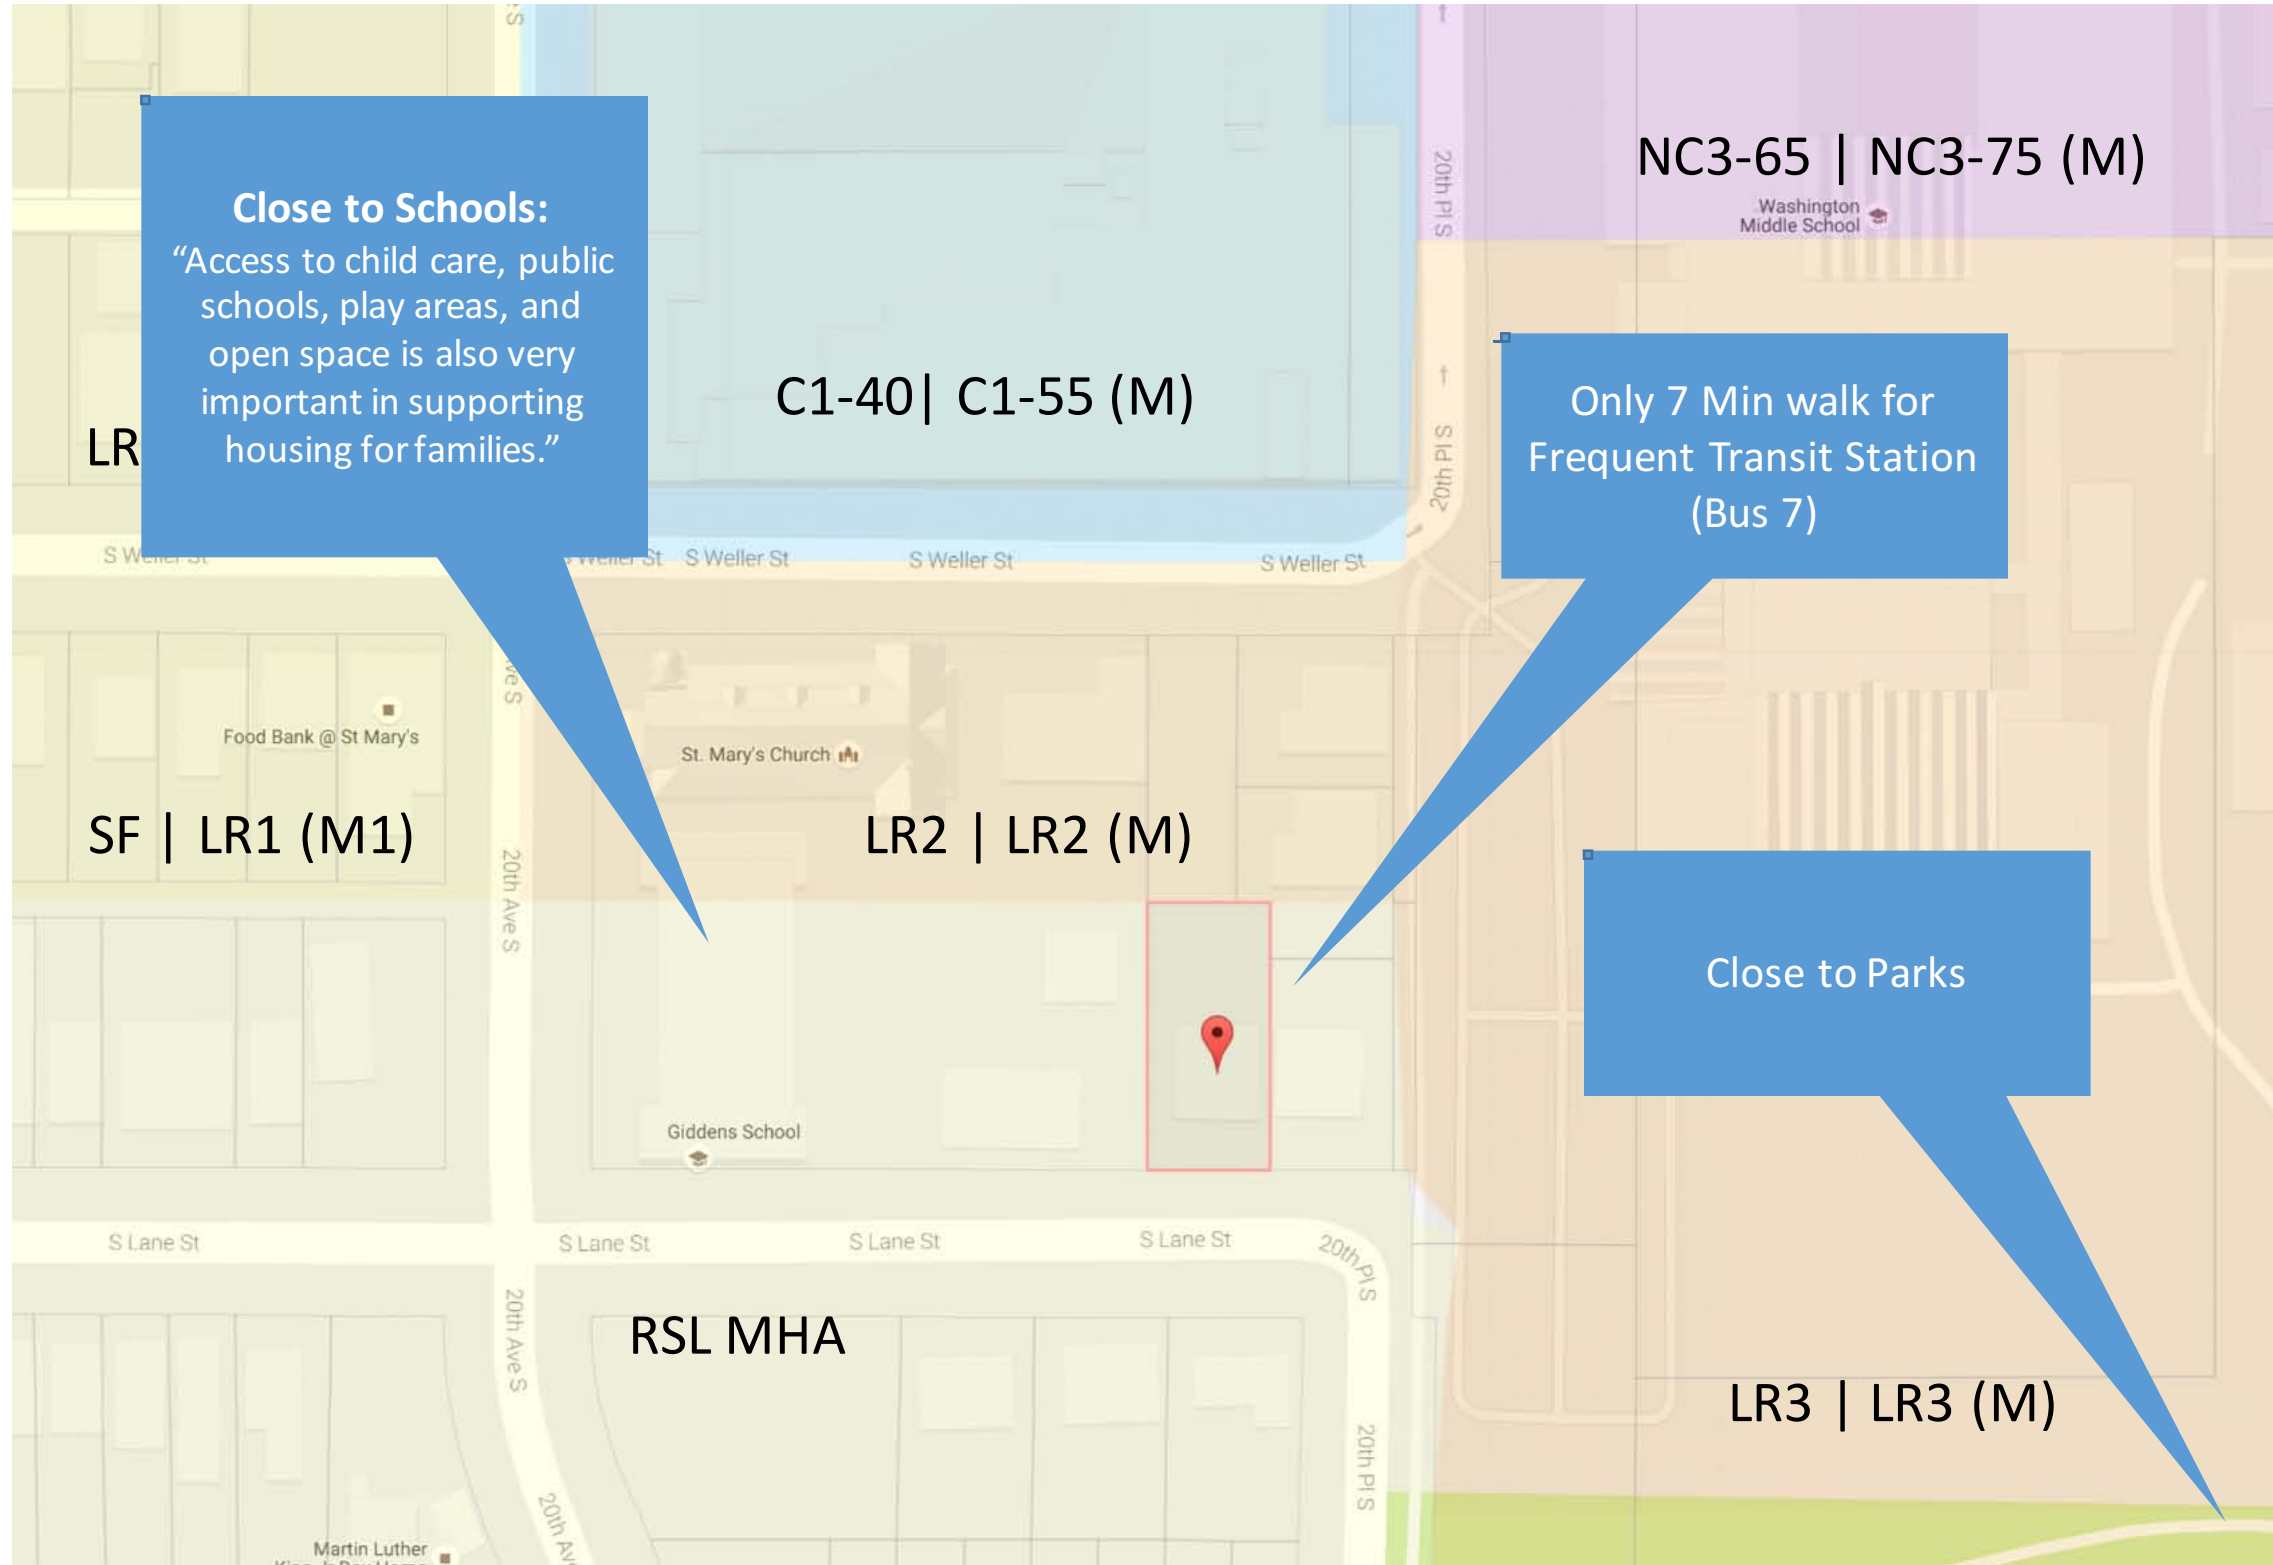 S
NC3-65 | NC3-75 (M)
20th Pl S
Washington
Middle School
Close to Schools:
“Access to child care, public
schools, play areas, and
open space is also very
important in supporting
housing for families.”
C1-40| C1-55 (M)
Only 7 Min walk for
Frequent Transit Station
(Bus 7)
LR
20th Pl S
S Weller St
S Weller St
S Weller St
S Weller St
S Weller St
Ave S
Food Bank @ St Mary's
St. Mary's Church
SF | LR1 (M1)
LR2 | LR2 (M)
20th Ave S
Close to Parks
Giddens School
S Lane St
S Lane St
S Lane St
S Lane St
20th Pl S
20th Ave S
RSL MHA
LR3 | LR3 (M)
20th Pl S
20th Av
Martin Luther